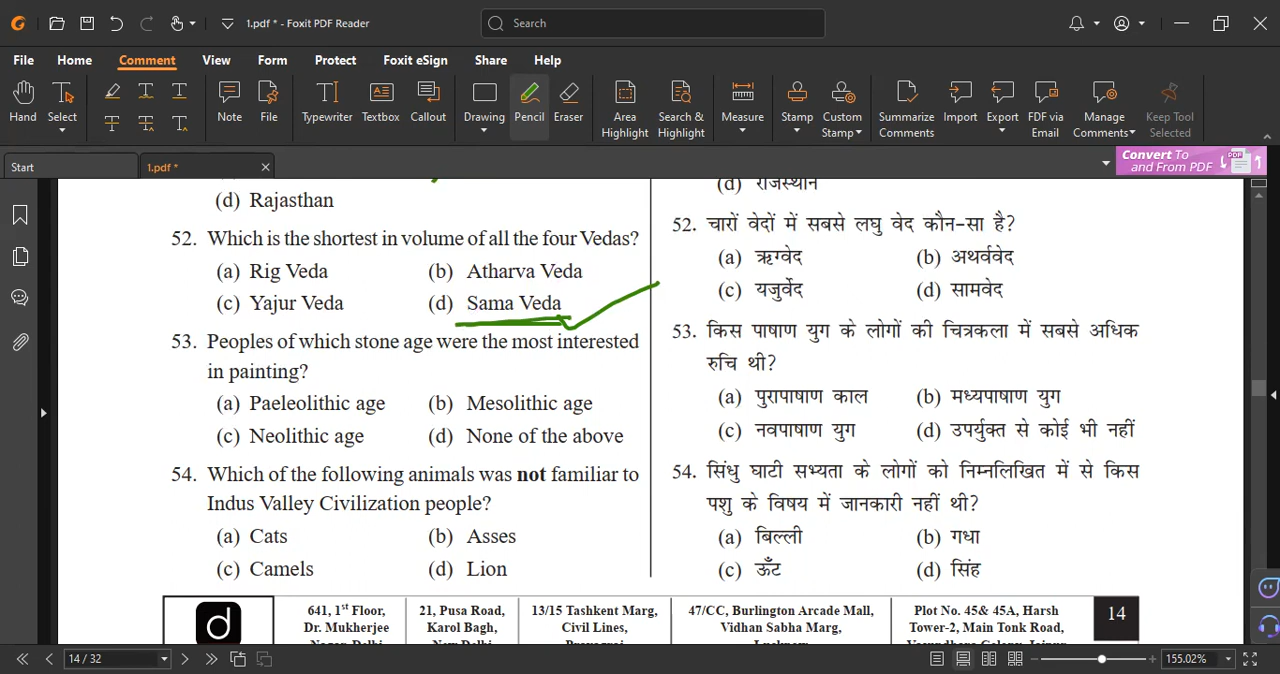 1.pdf * - Foxit PDF Reader
Search
File Home Comment View Form Protect Foxit eSign Share Help
Hand Select Note File Typewriter Textbox Callout Drawing Pencil Eraser Area Highlight Search & Highlight Measure Stamp Custom Stamp Summarize Comments Import Export FDF via Email Manage Comments Keep Tool Selected
Start
1.pdf *
Convert To
and From PDF
PDF
(d) Rajasthan
52. Which is the shortest in volume of all the four Vedas?
(a) Rig Veda (b) Atharva Veda
(c) Yajur Veda (d) Sama Veda
53. Peoples of which stone age were the most interested
in painting?
(a) Paeleolithic age (b) Mesolithic age
(c) Neolithic age (d) None of the above
54. Which of the following animals was not familiar to
Indus Valley Civilization people?
(a) Cats (b) Asses
(c) Camels (d) Lion
(d) राजस्थान
52. चारों वेदों में सबसे लघु वेद कौन-सा है?
(a) ऋग्वेद (b) अथर्ववेद
(c) यजुर्वेद (d) सामवेद
53. किस पाषाण युग के लोगों की चित्रकला में सबसे अधिक
रुचि थी?
(a) पुरापाषाण काल (b) मध्यपाषाण युग
(c) नवपाषाण युग (d) उपर्युक्त से कोई भी नहीं
54. सिंधु घाटी सभ्यता के लोगों को निम्नलिखित में से किस
पशु के विषय में जानकारी नहीं थी?
(a) बिल्ली (b) गधा
(c) ऊँट (d) सिंह
641, 1st Floor,
Dr. Mukherjee
21, Pusa Road,
Karol Bagh,
13/15 Tashkent Marg,
Civil Lines,
47/CC, Burlington Arcade Mall,
Vidhan Sabha Marg,
Plot No. 45& 45A, Harsh
Tower-2, Main Tonk Road,
14
14 / 32
155.02%